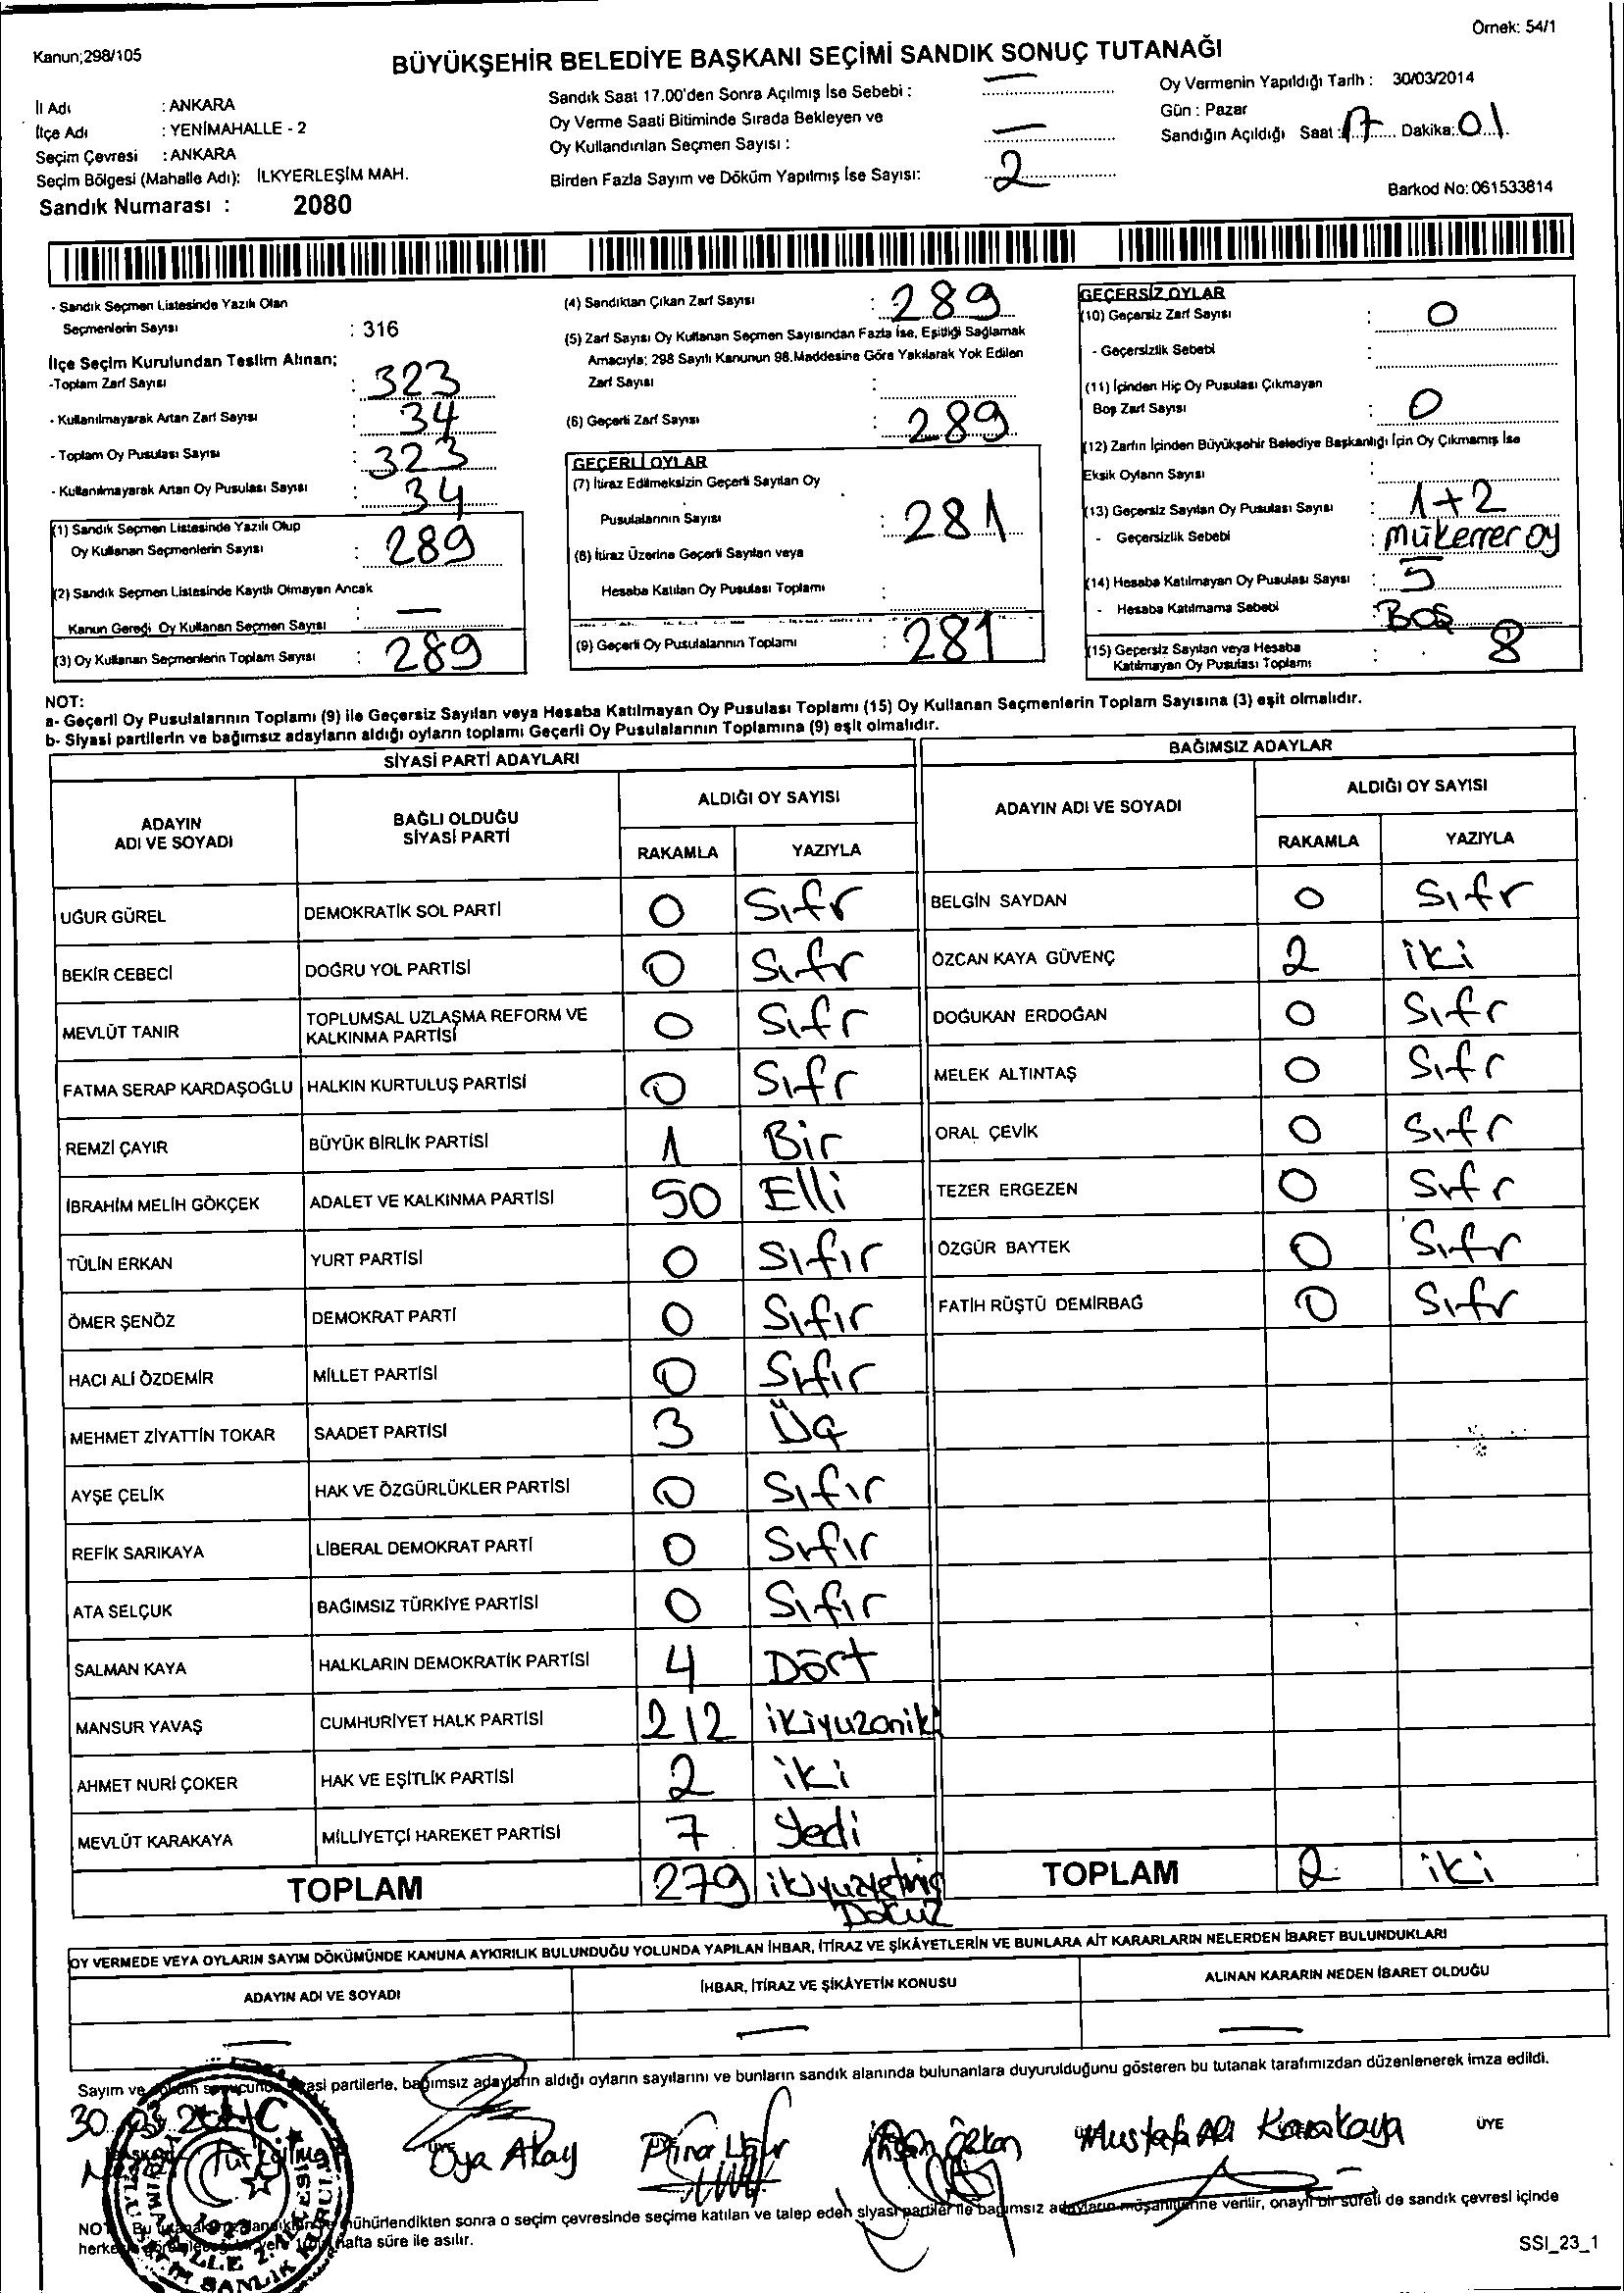 Örnek: 54/1
Kanun;298/105
BÜYÜKŞEHİR BELEDİYE BAŞKANI SEÇİMİ SANDIK SONUÇ TUTANAĞI
İl Adı : ANKARA
İlçe Adı : YENİMAHALLE - 2
Seçim Çevresi : ANKARA
Seçim Bölgesi (Mahalle Adı): İLKYERLEŞİM MAH.
Sandık Numarası : 2080
Sandık Saat 17.00'den Sonra Açılmış İse Sebebi : —
Oy Verme Saati Bitiminde Sırada Bekleyen ve
Oy Kullandırılan Seçmen Sayısı : —
Birden Fazla Sayım ve Döküm Yapılmış İse Sayısı: 2
Oy Vermenin Yapıldığı Tarih : 30/03/2014
Gün : Pazar
Sandığın Açıldığı Saat : 17 Dakika: 01
Barkod No: 061533814
- Sandık Seçmen Listesinde Yazılı Olan
Seçmenlerin Sayısı : 316
İlçe Seçim Kurulundan Teslim Alınan;
-Toplam Zarf Sayısı : 323
- Kullanılmayarak Artan Zarf Sayısı : 34
- Toplam Oy Pusulası Sayısı : 323
- Kullanılmayarak Artan Oy Pusulası Sayısı : 34
(1) Sandık Seçmen Listesinde Yazılı Olup
Oy Kullanan Seçmenlerin Sayısı : 289
(2) Sandık Seçmen Listesinde Kayıtlı Olmayan Ancak
Kanun Gereği Oy Kullanan Seçmen Sayısı : —
(3) Oy Kullanan Seçmenlerin Toplam Sayısı : 289
(4) Sandıktan Çıkan Zarf Sayısı : 289
(5) Zarf Sayısı Oy Kullanan Seçmen Sayısından Fazla İse, Eşitliği Sağlamak
Amacıyla; 298 Sayılı Kanunun 98.Maddesine Göre Yakılarak Yok Edilen
Zarf Sayısı :
(6) Geçerli Zarf Sayısı : 289
GEÇERLİ OYLAR
(7) İtiraz Edilmeksizin Geçerli Sayılan Oy
Pusulalarının Sayısı : 281
(8) İtiraz Üzerine Geçerli Sayılan veya
Hesaba Katılan Oy Pusulası Toplamı :
(9) Geçerli Oy Pusulalarının Toplamı : 281
GEÇERSİZ OYLAR
(10) Geçersiz Zarf Sayısı : 0
- Geçersizlik Sebebi :
(11) İçinden Hiç Oy Pusulası Çıkmayan
Boş Zarf Sayısı : 0
(12) Zarfın İçinden Büyükşehir Belediye Başkanlığı İçin Oy Çıkmamış İse
Eksik Oyların Sayısı :
(13) Geçersiz Sayılan Oy Pusulası Sayısı : 1+2
- Geçersizlik Sebebi : mükerrer oy
(14) Hesaba Katılmayan Oy Pusulası Sayısı : 5
- Hesaba Katılmama Sebebi : BOŞ
(15) Geçersiz Sayılan veya Hesaba
Katılmayan Oy Pusulası Toplamı : 8
NOT:
a- Geçerli Oy Pusulalarının Toplamı (9) ile Geçersiz Sayılan veya Hesaba Katılmayan Oy Pusulası Toplamı (15) Oy Kullanan Seçmenlerin Toplam Sayısına (3) eşit olmalıdır.
b- Siyasi partilerin ve bağımsız adayların aldığı oyların toplamı Geçerli Oy Pusulalarının Toplamına (9) eşit olmalıdır.
SİYASİ PARTİ ADAYLARI
ADAYIN ADI VE SOYADI BAĞLI OLDUĞU SİYASİ PARTİ ALDIĞI OY SAYISI
RAKAMLA YAZIYLA
UĞUR GÜREL DEMOKRATİK SOL PARTİ 0 Sıfr
BEKİR CEBECİ DOĞRU YOL PARTİSİ 0 Sıfr
MEVLÜT TANIR TOPLUMSAL UZLAŞMA REFORM VE KALKINMA PARTİSİ 0 Sıfr
FATMA SERAP KARDAŞOĞLU HALKIN KURTULUŞ PARTİSİ 0 Sıfr
REMZİ ÇAYIR BÜYÜK BİRLİK PARTİSİ 1 Bir
İBRAHİM MELİH GÖKÇEK ADALET VE KALKINMA PARTİSİ 50 Elli
TÜLİN ERKAN YURT PARTİSİ 0 Sıfır
ÖMER ŞENÖZ DEMOKRAT PARTİ 0 Sıfır
HACI ALİ ÖZDEMİR MİLLET PARTİSİ 0 Sıfır
MEHMET ZİYATTİN TOKAR SAADET PARTİSİ 3 Üç
AYŞE ÇELİK HAK VE ÖZGÜRLÜKLER PARTİSİ 0 Sıfır
REFİK SARIKAYA LİBERAL DEMOKRAT PARTİ 0 Sıfır
ATA SELÇUK BAĞIMSIZ TÜRKİYE PARTİSİ 0 Sıfır
SALMAN KAYA HALKLARIN DEMOKRATİK PARTİSİ 4 Dört
MANSUR YAVAŞ CUMHURİYET HALK PARTİSİ 212 ikiyuzoniki
AHMET NURİ ÇOKER HAK VE EŞİTLİK PARTİSİ 2 iki
MEVLÜT KARAKAYA MİLLİYETÇİ HAREKET PARTİSİ 7 Yedi
TOPLAM 279
BAĞIMSIZ ADAYLAR
ADAYIN ADI VE SOYADI ALDIĞI OY SAYISI
RAKAMLA YAZIYLA
BELGİN SAYDAN 0 Sıfr
ÖZCAN KAYA GÜVENÇ 2 iki
DOĞUKAN ERDOĞAN 0 Sıfr
MELEK ALTINTAŞ 0 Sıfr
ORAL ÇEVİK 0 Sıfr
TEZER ERGEZEN 0 Sıfr
ÖZGÜR BAYTEK 0 Sıfr
FATİH RÜŞTÜ DEMİRBAĞ 0 Sıfr
TOPLAM 2 iki
OY VERMEDE VEYA OYLARIN SAYIM DÖKÜMÜNDE KANUNA AYKIRILIK BULUNDUĞU YOLUNDA YAPILAN İHBAR, İTİRAZ VE ŞİKÂYETLERİN VE BUNLARA AİT KARARLARIN NELERDEN İBARET BULUNDUKLARI
ADAYIN ADI VE SOYADI İHBAR, İTİRAZ VE ŞİKÂYETİN KONUSU ALINAN KARARIN NEDEN İBARET OLDUĞU
— — —
Sayım ve partilerle, bağımsız adayların aldığı oyların sayılarını ve bunların sandık alanında bulunanlara duyurulduğunu gösteren bu tutanak tarafımızdan düzenlenerek imza edildi.
Oya Akay Pınar Mustafa Ali Karakaya ÜYE
NOT: mühürlendikten sonra o seçim çevresinde seçime katılan ve talep eden siyasi partiler ile bağımsız adayların müşahitlerine verilir, onaylı bir sureti de sandık çevresi içinde
hafta süre ile asılır.
SSI_23_1